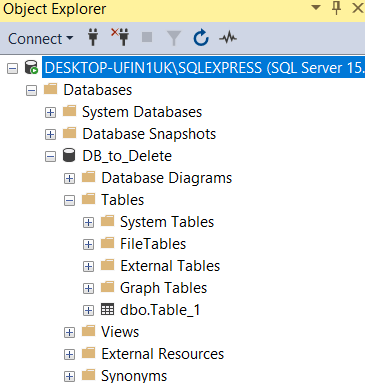 Object Explorer
Connect
DESKTOP-UFIN1UK\SQLEXPRESS (SQL Server 15.
Databases
System Databases
Database Snapshots
DB_to_Delete
Database Diagrams
Tables
System Tables
FileTables
External Tables
Graph Tables
dbo.Table_1
Views
External Resources
Synonyms